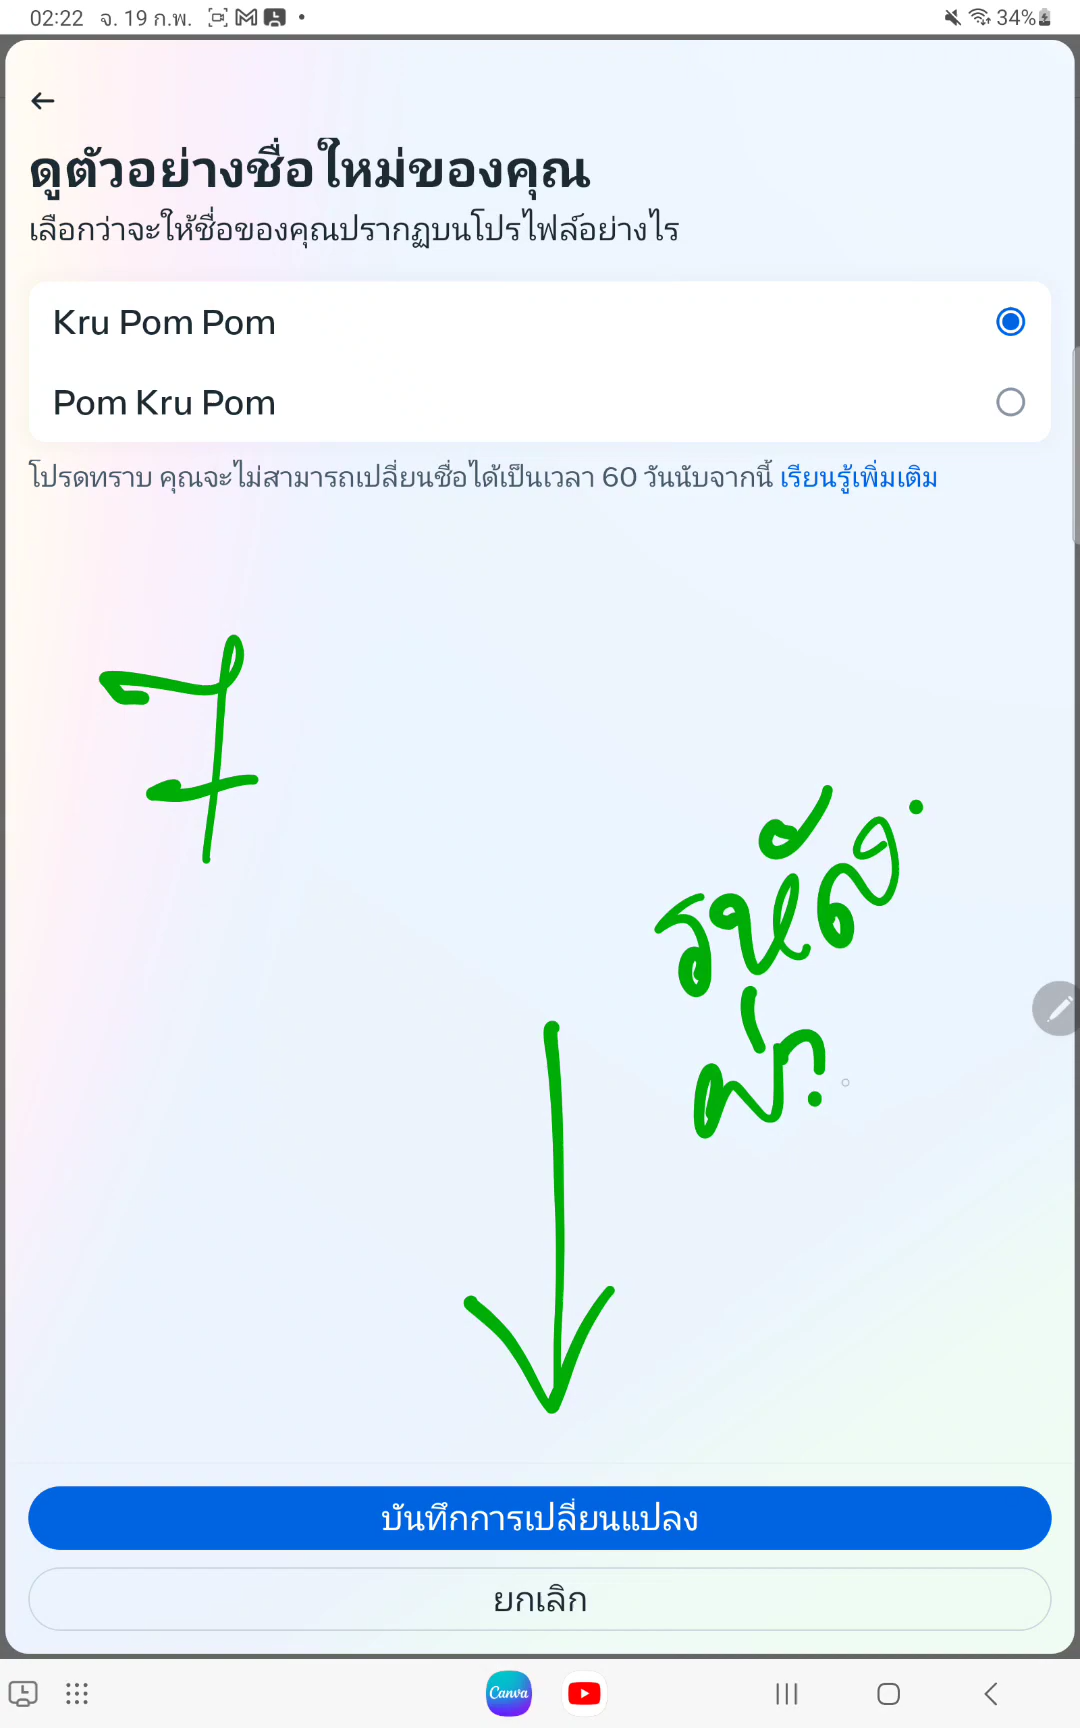 02:22 จ. 19 ก.พ. 34%
ดูตัวอย่างชื่อใหม่ของคุณ
เลือกว่าจะให้ชื่อของคุณปรากฏบนโปรไฟล์อย่างไร
Kru Pom Pom
Pom Kru Pom
โปรดทราบ คุณจะไม่สามารถเปลี่ยนชื่อได้เป็นเวลา 60 วันนับจากนี้ เรียนรู้เพิ่มเติม
7
รหัส
บันทึกการเปลี่ยนแปลง
ยกเลิก
Canva